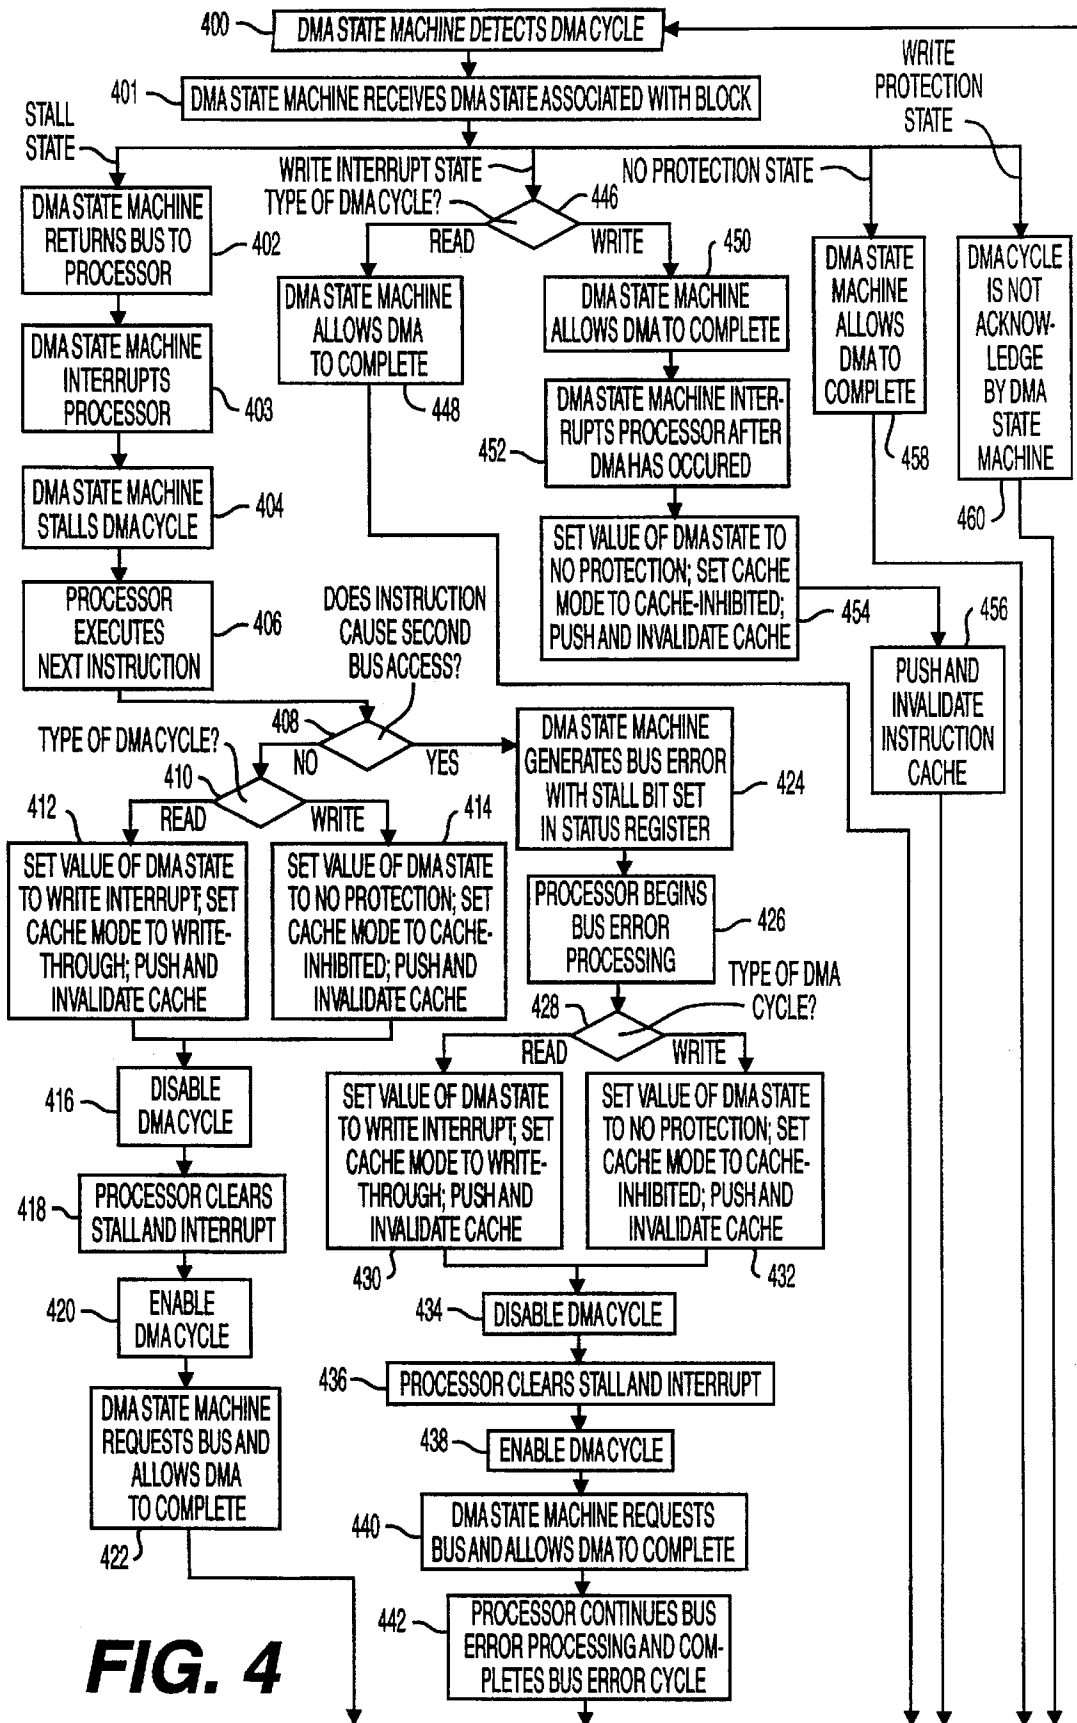 400
DMA STATE MACHINE DETECTS DMA CYCLE
401
DMA STATE MACHINE RECEIVES DMA STATE ASSOCIATED WITH BLOCK
WRITE
PROTECTION
STATE
STALL
STATE
WRITE INTERRUPT STATE
NO PROTECTION STATE
DMA STATE MACHINE
RETURNS BUS TO
PROCESSOR
402
DMA STATE MACHINE
INTERRUPTS
PROCESSOR
403
DMA STATE MACHINE
STALLS DMA CYCLE
404
PROCESSOR
EXECUTES
NEXT INSTRUCTION
406
TYPE OF DMA CYCLE?
446
READ
WRITE
DMA STATE MACHINE
ALLOWS DMA
TO COMPLETE
448
450
DMA STATE MACHINE
ALLOWS DMA TO COMPLETE
452
DMA STATE MACHINE INTER-
RUPTS PROCESSOR AFTER
DMA HAS OCCURED
SET VALUE OF DMA STATE TO
NO PROTECTION; SET CACHE
MODE TO CACHE-INHIBITED;
PUSH AND INVALIDATE CACHE
454
456
PUSH AND
INVALIDATE
INSTRUCTION
CACHE
DMA STATE
MACHINE
ALLOWS
DMA TO
COMPLETE
458
DMA CYCLE
IS NOT
ACKNOW-
LEDGE
BY DMA
STATE
MACHINE
460
DOES INSTRUCTION
CAUSE SECOND
BUS ACCESS?
408
NO
YES
TYPE OF DMA CYCLE?
410
READ
WRITE
412
SET VALUE OF DMA STATE
TO WRITE INTERRUPT; SET
CACHE MODE TO WRITE-
THROUGH; PUSH AND
INVALIDATE CACHE
414
SET VALUE OF DMA STATE
TO NO PROTECTION; SET
CACHE MODE TO CACHE-
INHIBITED; PUSH AND
INVALIDATE CACHE
416
DISABLE
DMA CYCLE
418
PROCESSOR CLEARS
STALL AND INTERRUPT
420
ENABLE
DMA CYCLE
DMA STATE MACHINE
REQUESTS BUS AND
ALLOWS DMA
TO COMPLETE
422
DMA STATE MACHINE
GENERATES BUS ERROR
WITH STALL BIT SET
IN STATUS REGISTER
424
PROCESSOR BEGINS
BUS ERROR
PROCESSING
426
TYPE OF DMA
CYCLE?
428
READ
WRITE
SET VALUE OF DMA STATE
TO WRITE INTERRUPT; SET
CACHE MODE TO WRITE-
THROUGH; PUSH AND
INVALIDATE CACHE
430
SET VALUE OF DMA STATE
TO NO PROTECTION; SET
CACHE MODE TO CACHE-
INHIBITED; PUSH AND
INVALIDATE CACHE
432
434
DISABLE DMA CYCLE
436
PROCESSOR CLEARS STALL AND INTERRUPT
438
ENABLE DMA CYCLE
440
DMA STATE MACHINE REQUESTS
BUS AND ALLOWS DMA TO COMPLETE
442
PROCESSOR CONTINUES BUS
ERROR PROCESSING AND COM-
PLETES BUS ERROR CYCLE
FIG. 4